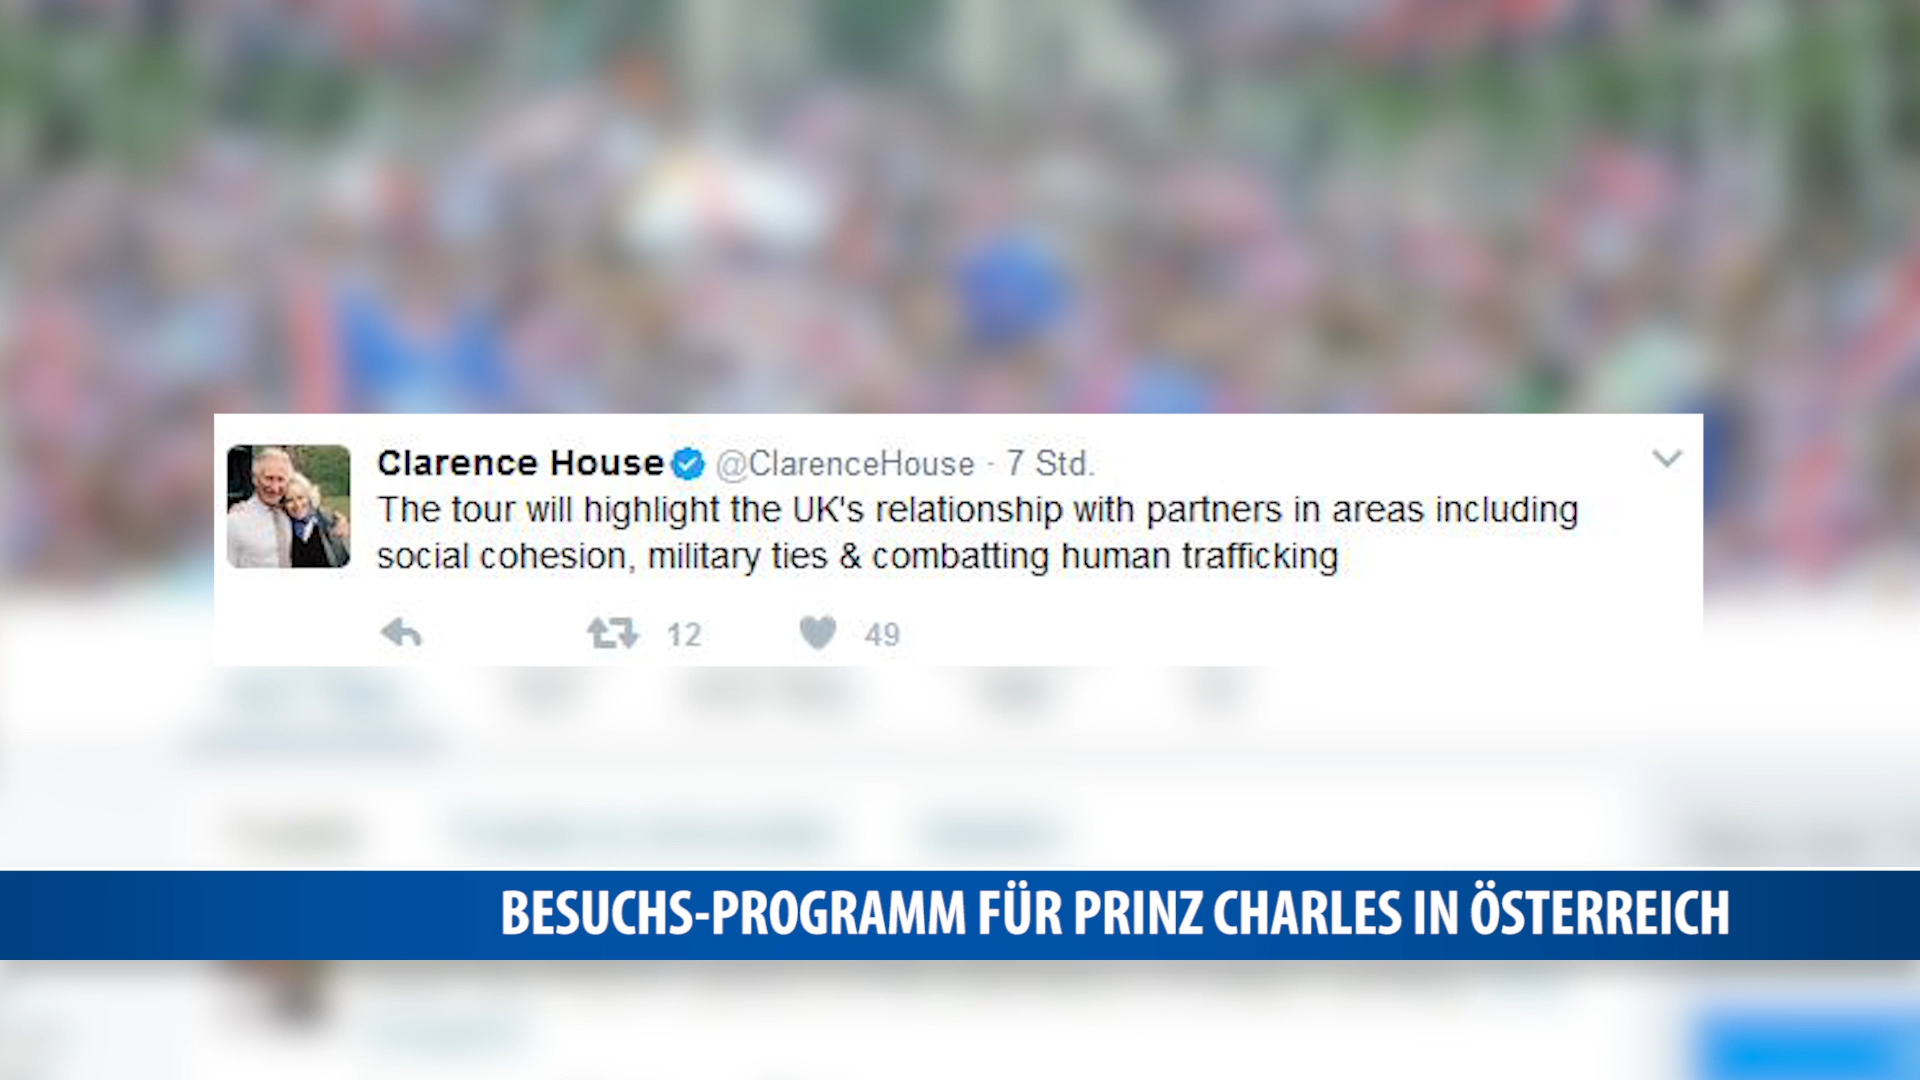 Clarence House @ClarenceHouse · 7 Std.
The tour will highlight the UK's relationship with partners in areas including
social cohesion, military ties & combatting human trafficking
12 49
BESUCHS-PROGRAMM FÜR PRINZ CHARLES IN ÖSTERREICH